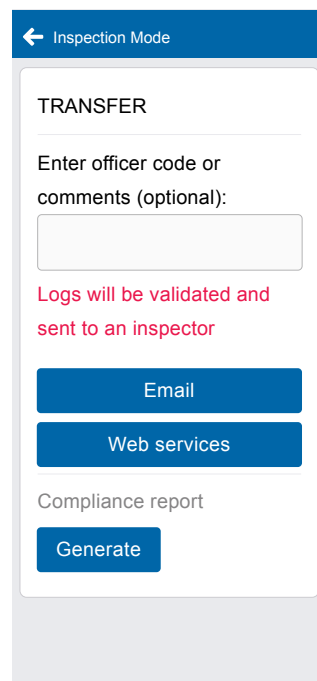 Inspection Mode
TRANSFER
Enter officer code or
comments (optional):
Logs will be validated and
sent to an inspector
Email
Web services
Compliance report
Generate